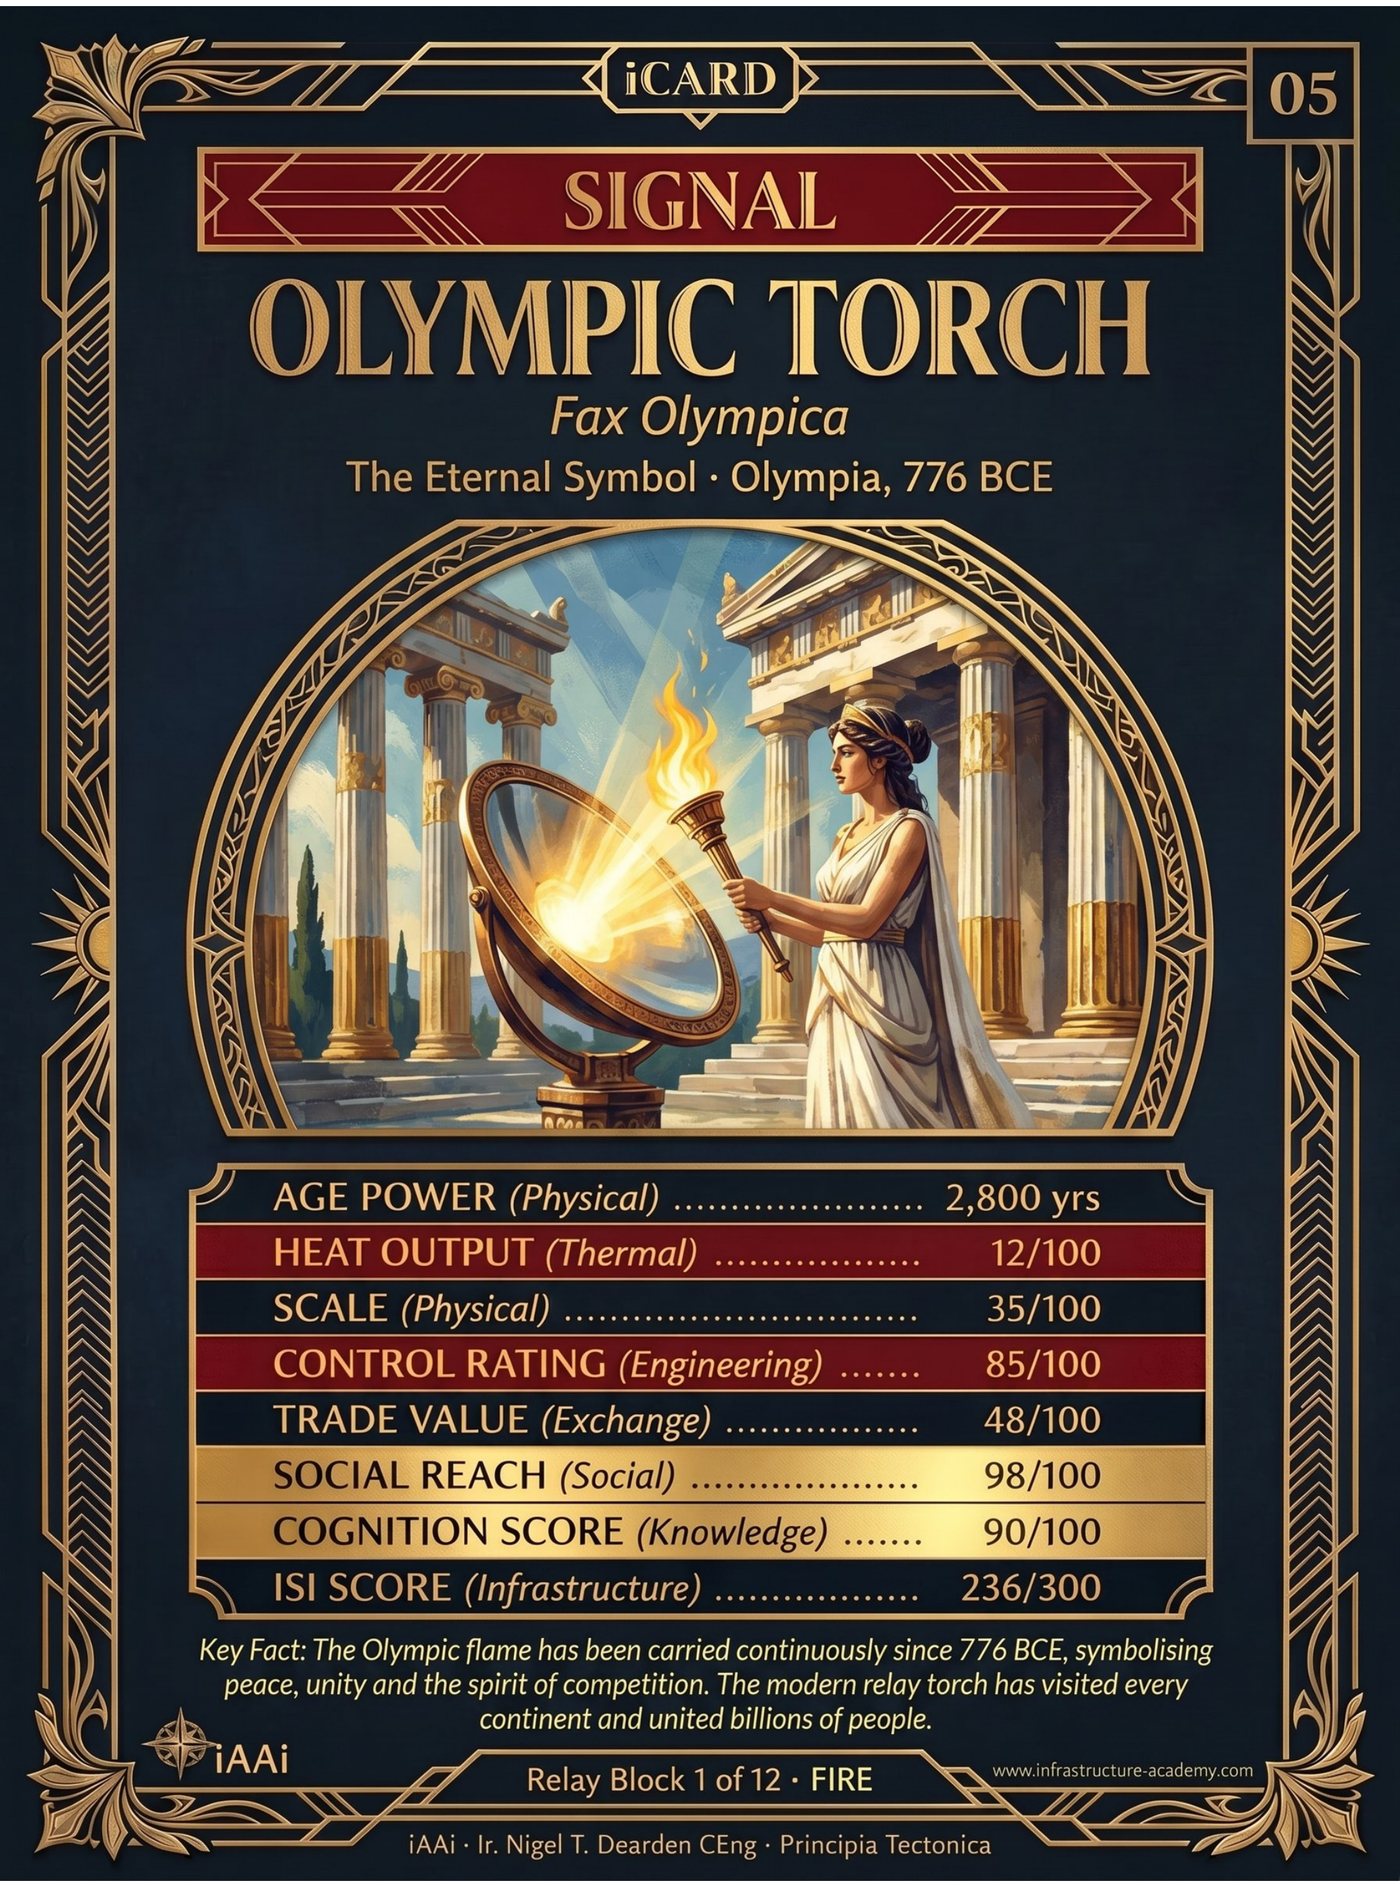 iCARD
05
SIGNAL
OLYMPIC TORCH
Fax Olympica
The Eternal Symbol · Olympia, 776 BCE
AGE POWER (Physical) ...................... 2,800 yrs
HEAT OUTPUT (Thermal) .................. 12/100
SCALE (Physical) ............................... 35/100
CONTROL RATING (Engineering) ....... 85/100
TRADE VALUE (Exchange) ................. 48/100
SOCIAL REACH (Social) .................... 98/100
COGNITION SCORE (Knowledge) ....... 90/100
ISI SCORE (Infrastructure) .................. 236/300
Key Fact: The Olympic flame has been carried continuously since 776 BCE, symbolising
peace, unity and the spirit of competition. The modern relay torch has visited every
continent and united billions of people.
iAAi
Relay Block 1 of 12 · FIRE
www.infrastructure-academy.com
iAAi · Ir. Nigel T. Dearden CEng · Principia Tectonica